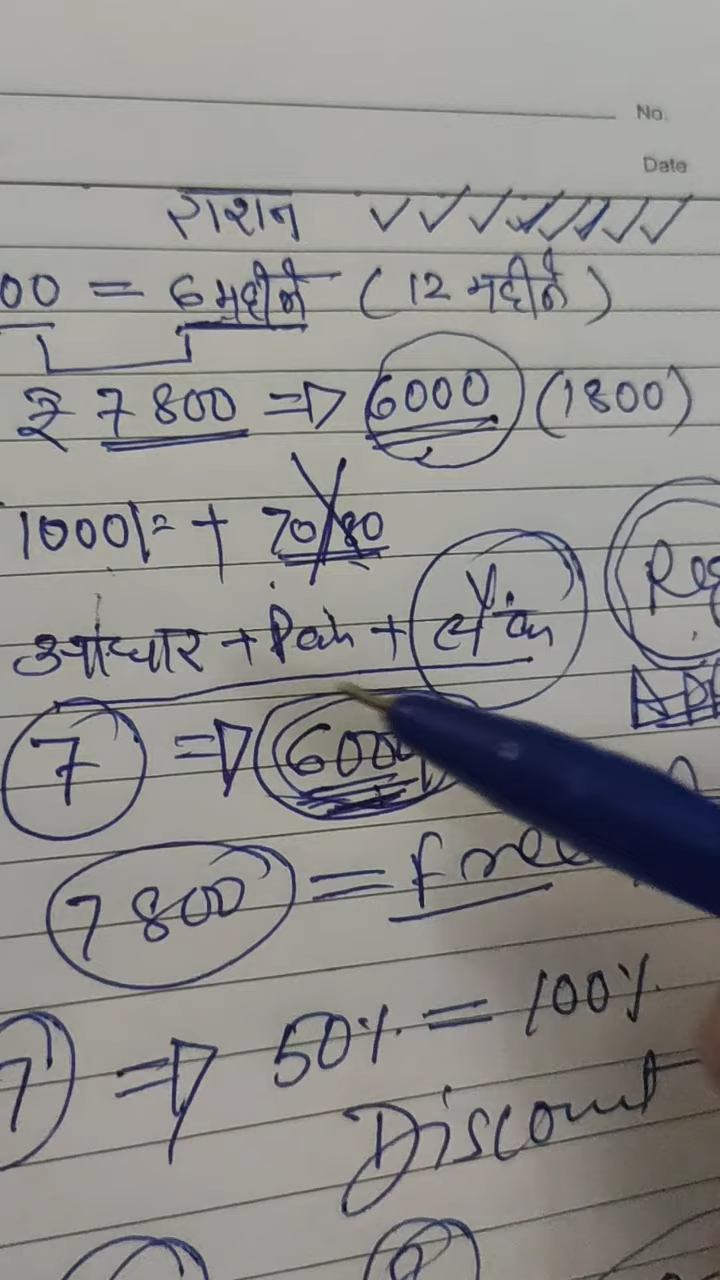 No.
Date
राशन ✓ ✓ ✓ ✓ ✓ ✓ ✓
00 = 6 महीने (12 महीने)
₹ 7800 ⇒ 6000 (1800)
1000/= + 70/80
आधार + Pan +
7 ⇒ 6000
7800 = free
7 ⇒ 50% = 100%
Discount